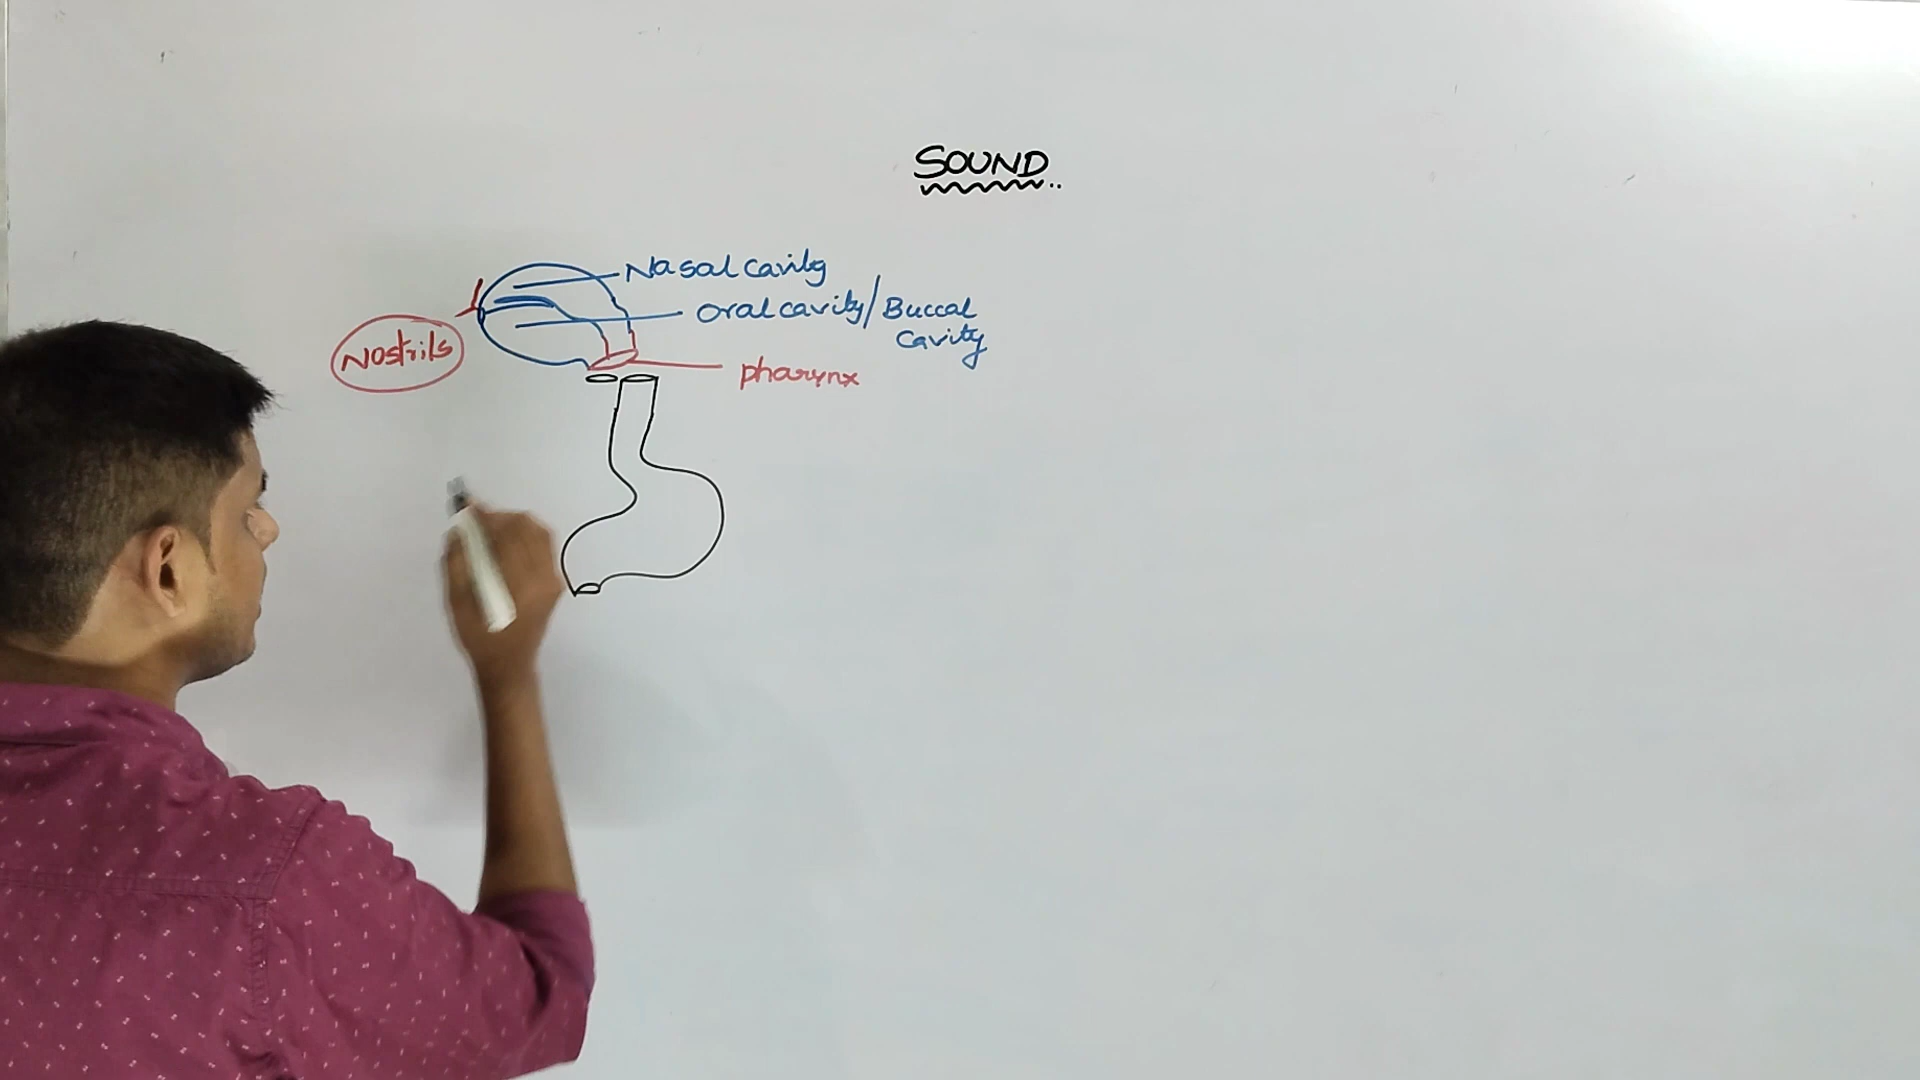 SOUND
Nasal cavity
oral cavity/Buccal
cavity
Nostrils
pharynx